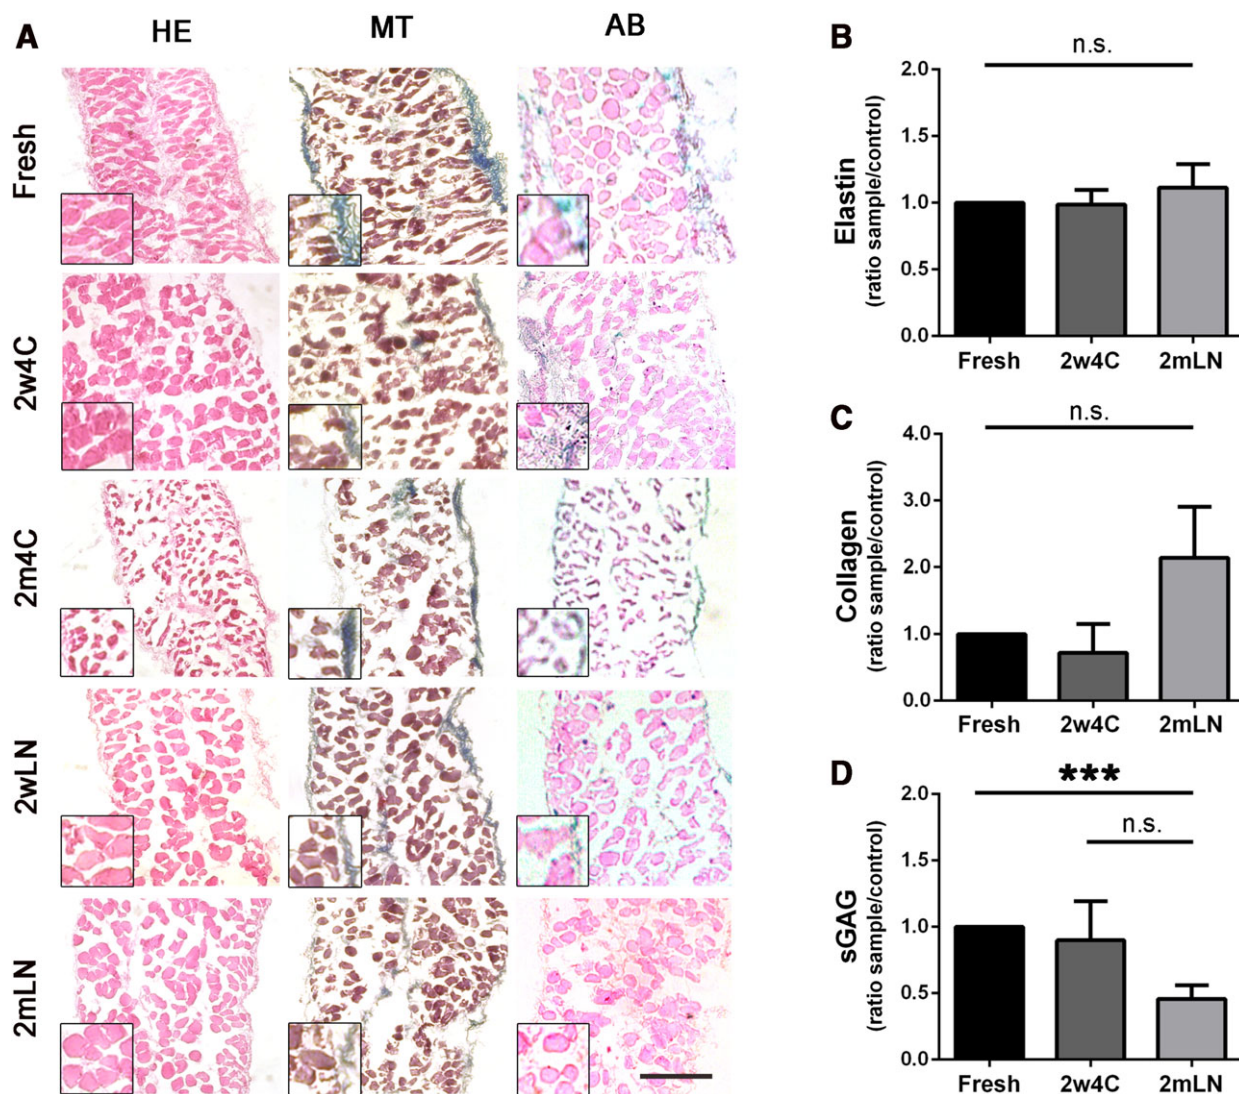 A
HE
MT
AB
Fresh
2w4C
2m4C
2wLN
2mLN
B
n.s.
Elastin
(ratio sample/control)
2.0
1.5
1.0
0.5
0.0
Fresh 2w4C 2mLN
C
n.s.
Collagen
(ratio sample/control)
4.0
3.0
2.0
1.0
0.0
Fresh 2w4C 2mLN
D
***
n.s.
sGAG
(ratio sample/control)
2.0
1.5
1.0
0.5
0.0
Fresh 2w4C 2mLN